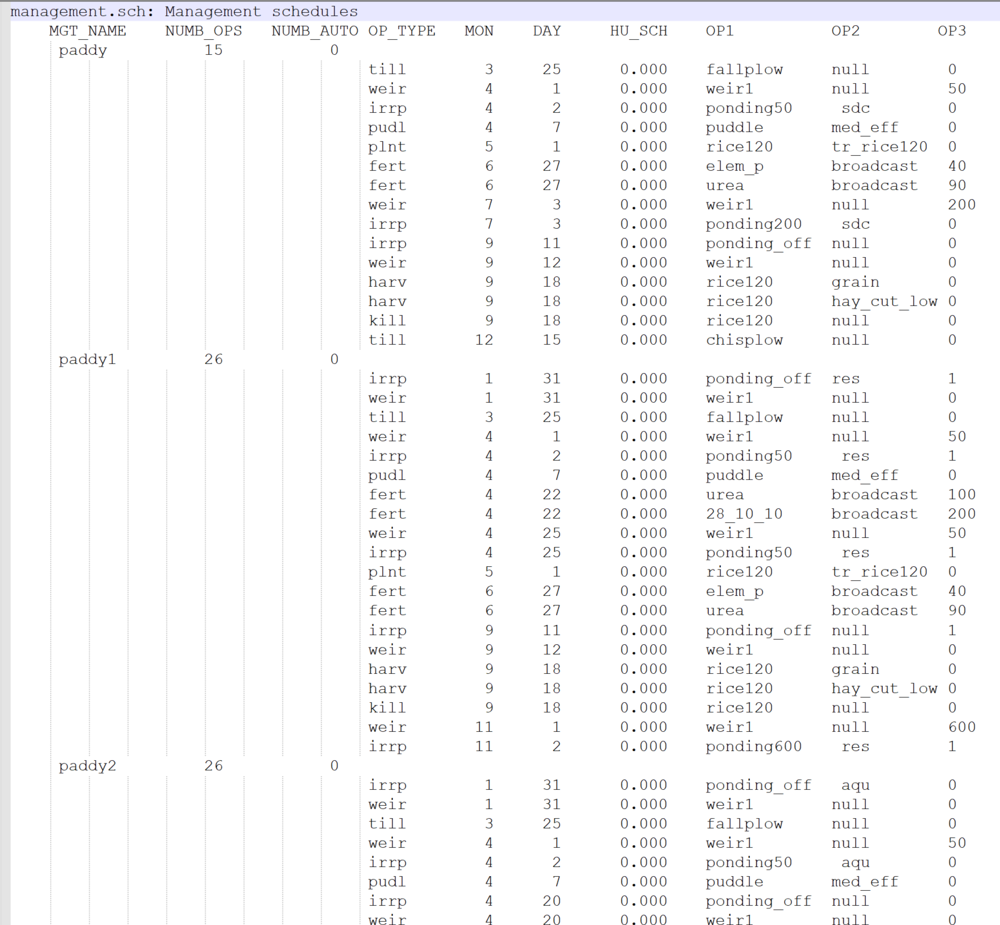 management.sch: Management schedules
MGT_NAME NUMB_OPS NUMB_AUTO OP_TYPE MON DAY HU_SCH OP1 OP2 OP3
paddy 15 0
till 3 25 0.000 fallplow null 0
weir 4 1 0.000 weir1 null 50
irrp 4 2 0.000 ponding50 sdc 0
pudl 4 7 0.000 puddle med_eff 0
plnt 5 1 0.000 rice120 tr_rice120 0
fert 6 27 0.000 elem_p broadcast 40
fert 6 27 0.000 urea broadcast 90
weir 7 3 0.000 weir1 null 200
irrp 7 3 0.000 ponding200 sdc 0
irrp 9 11 0.000 ponding_off null 0
weir 9 12 0.000 weir1 null 0
harv 9 18 0.000 rice120 grain 0
harv 9 18 0.000 rice120 hay_cut_low 0
kill 9 18 0.000 rice120 null 0
till 12 15 0.000 chisplow null 0
paddy1 26 0
irrp 1 31 0.000 ponding_off res 1
weir 1 31 0.000 weir1 null 0
till 3 25 0.000 fallplow null 0
weir 4 1 0.000 weir1 null 50
irrp 4 2 0.000 ponding50 res 1
pudl 4 7 0.000 puddle med_eff 0
fert 4 22 0.000 urea broadcast 100
fert 4 22 0.000 28_10_10 broadcast 200
weir 4 25 0.000 weir1 null 50
irrp 4 25 0.000 ponding50 res 1
plnt 5 1 0.000 rice120 tr_rice120 0
fert 6 27 0.000 elem_p broadcast 40
fert 6 27 0.000 urea broadcast 90
irrp 9 11 0.000 ponding_off null 1
weir 9 12 0.000 weir1 null 0
harv 9 18 0.000 rice120 grain 0
harv 9 18 0.000 rice120 hay_cut_low 0
kill 9 18 0.000 rice120 null 0
weir 11 1 0.000 weir1 null 600
irrp 11 2 0.000 ponding600 res 1
paddy2 26 0
irrp 1 31 0.000 ponding_off aqu 0
weir 1 31 0.000 weir1 null 0
till 3 25 0.000 fallplow null 0
weir 4 1 0.000 weir1 null 50
irrp 4 2 0.000 ponding50 aqu 0
pudl 4 7 0.000 puddle med_eff 0
irrp 4 20 0.000 ponding_off null 0
weir 4 20 0.000 weir1 null 0